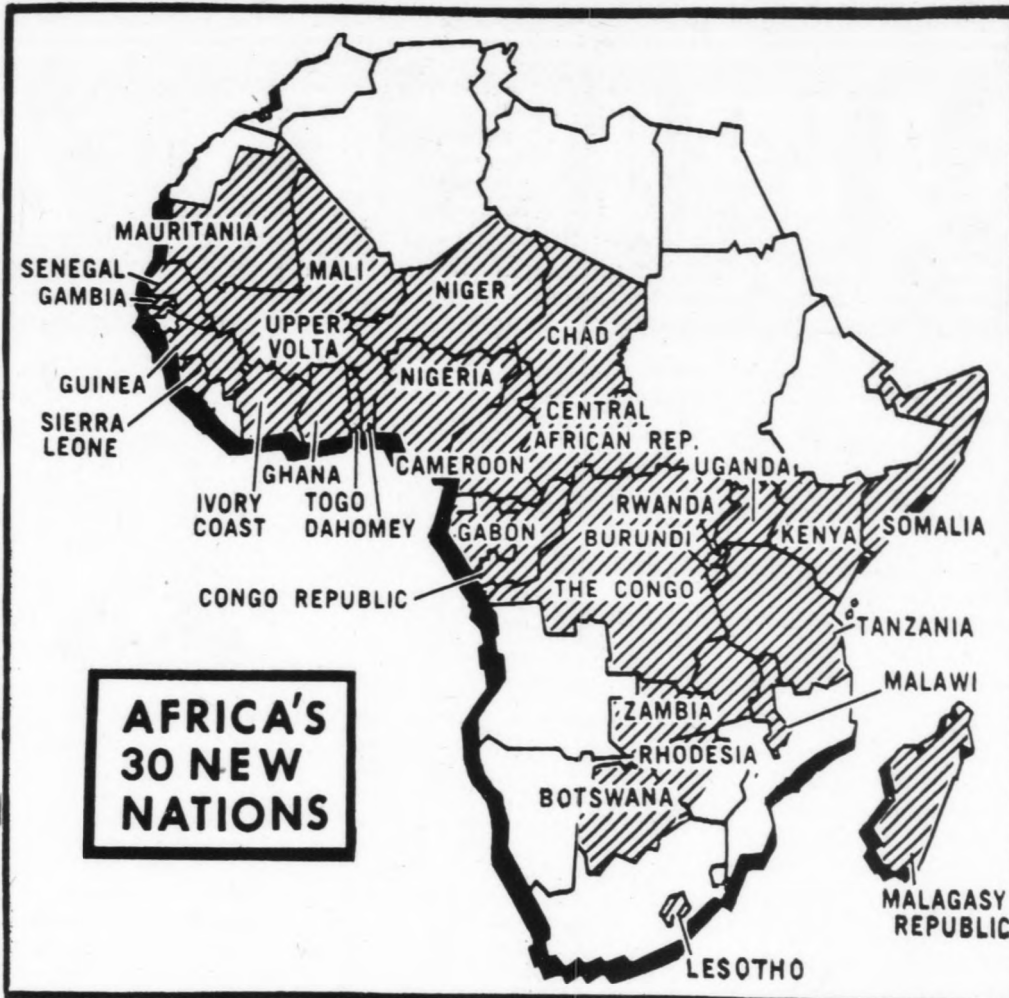 MAURITANIA
SENEGAL
GAMBIA
MALI
NIGER
CHAD
UPPER
VOLTA
NIGERIA
GUINEA
SIERRA
LEONE
CENTRAL
AFRICAN REP.
GHANA
IVORY
COAST
TOGO
DAHOMEY
CAMEROON
UGANDA
RWANDA
BURUNDI
KENYA
SOMALIA
GABON
CONGO REPUBLIC
THE CONGO
TANZANIA
MALAWI
ZAMBIA
RHODESIA
BOTSWANA
AFRICA'S
30 NEW
NATIONS
MALAGASY
REPUBLIC
LESOTHO